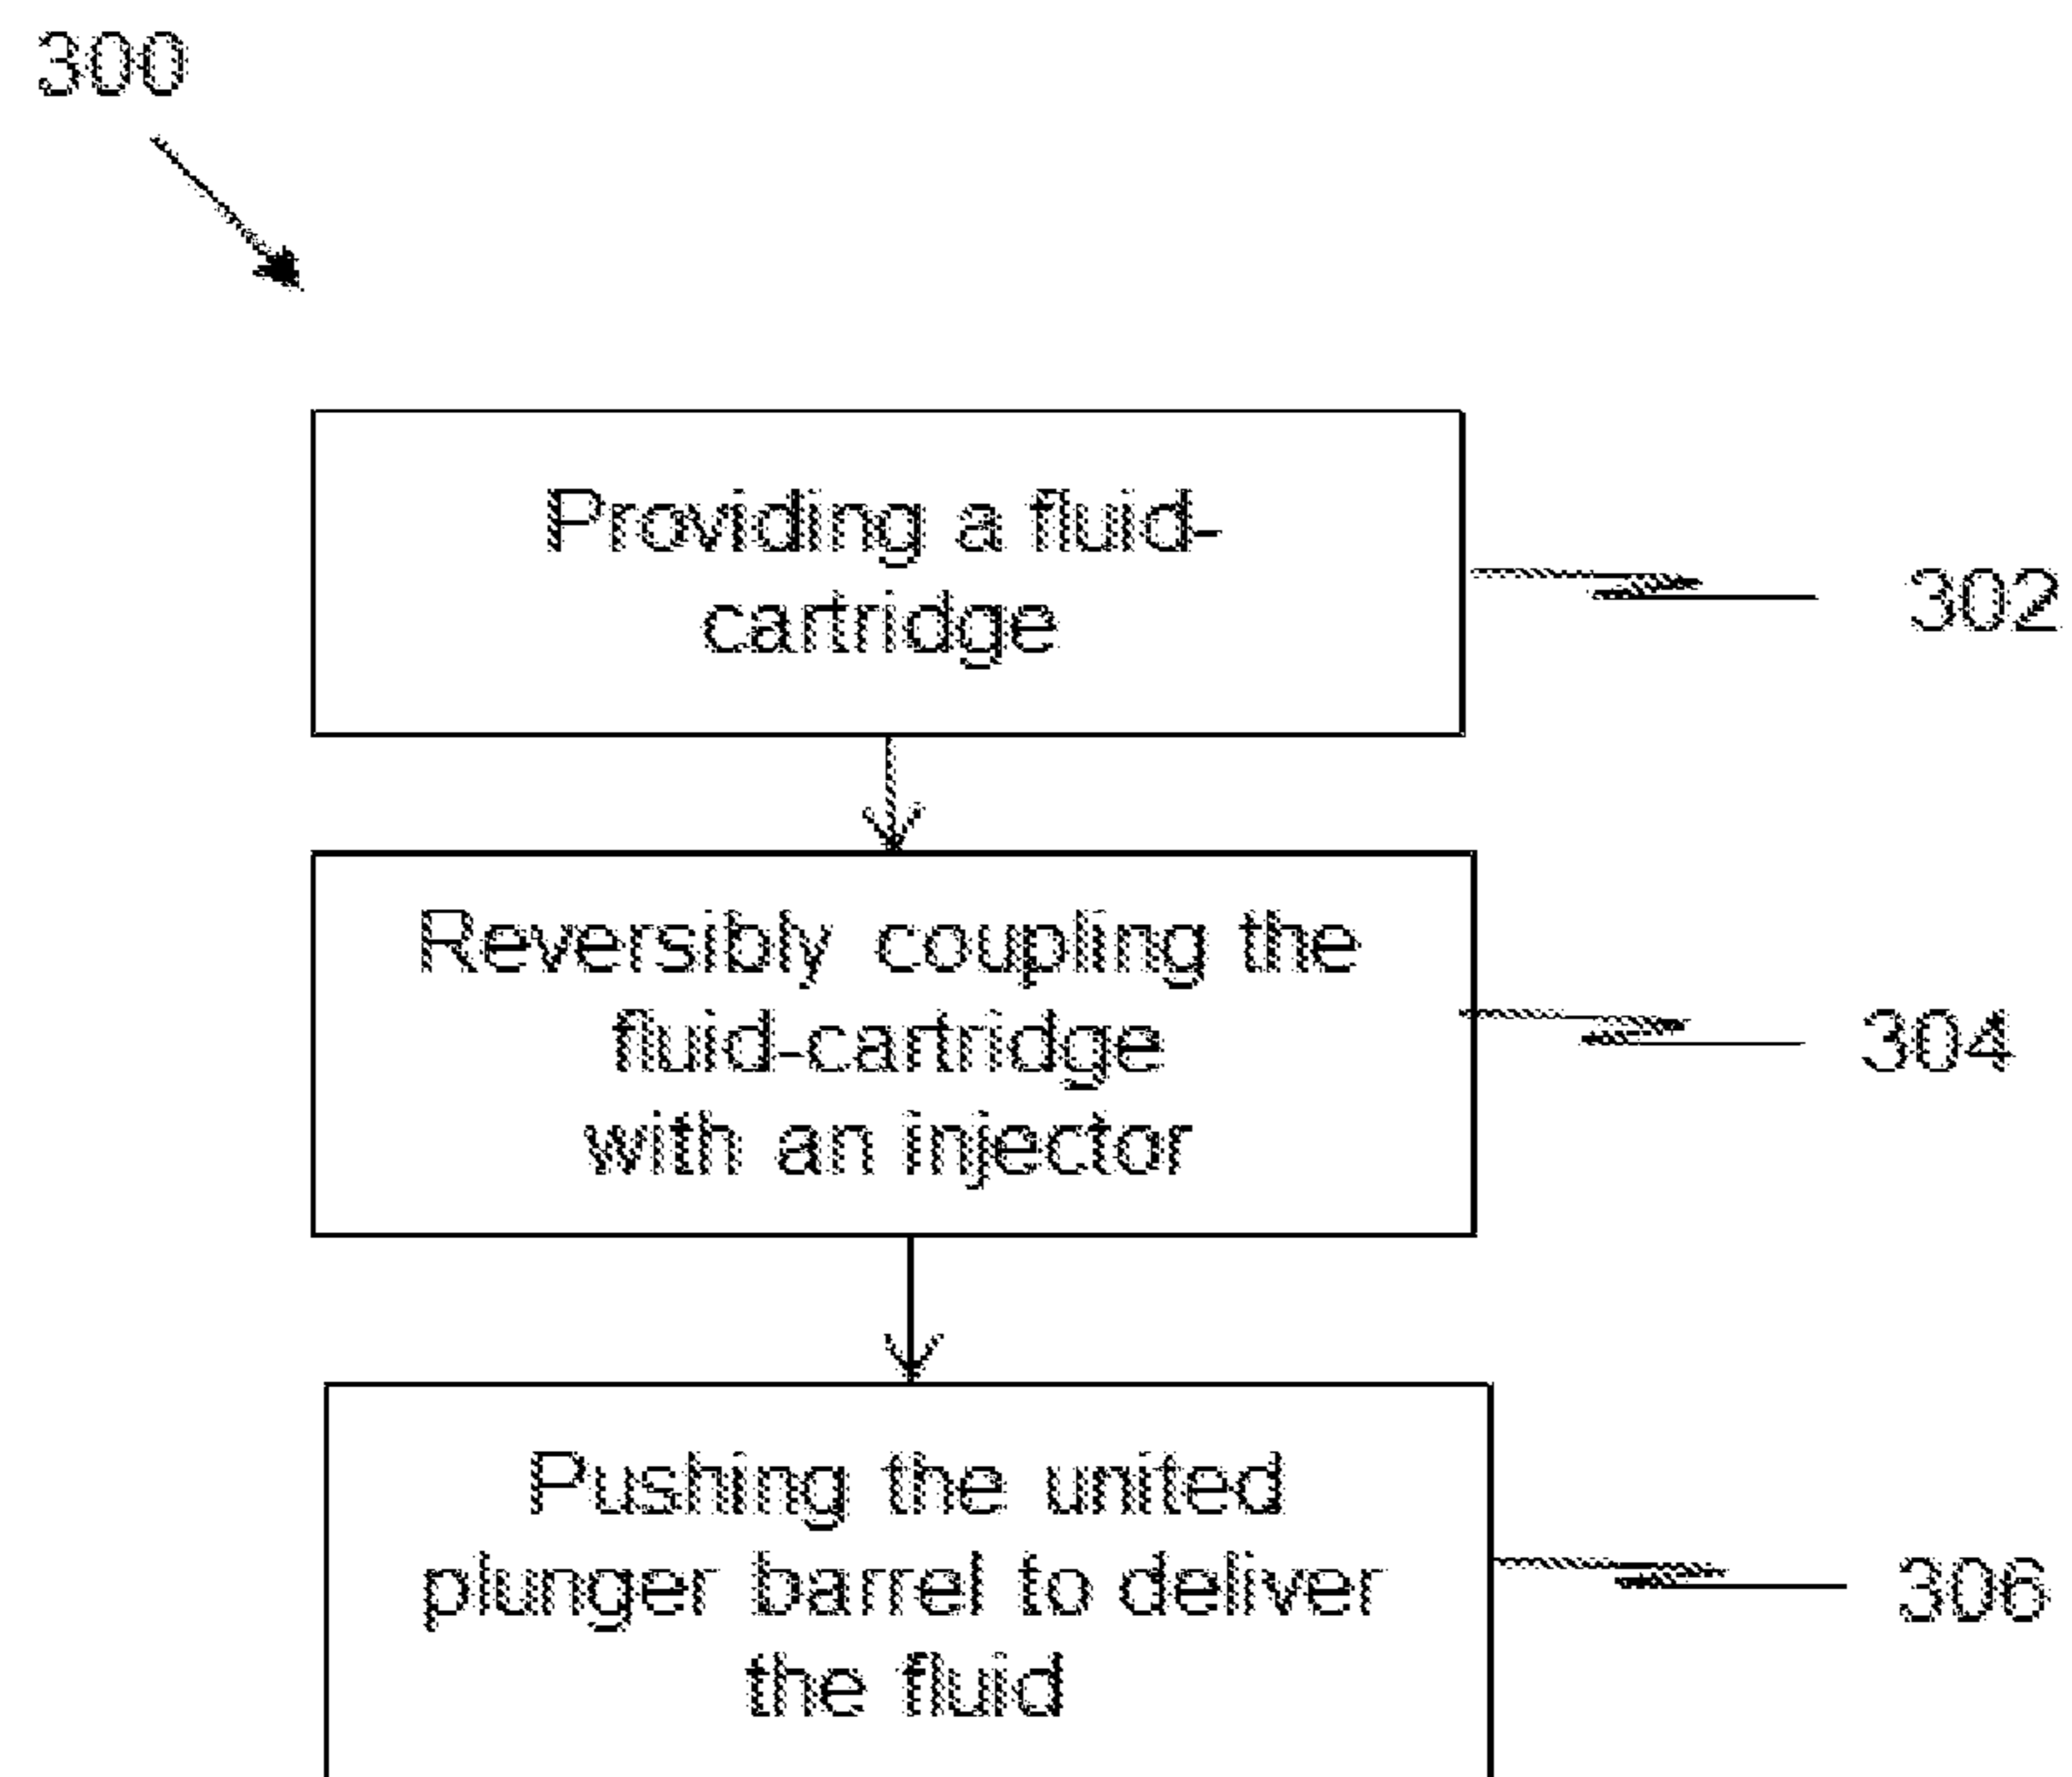 300
Providing a fluid-
cartridge
302
Reversibly coupling the
fluid-cartridge
with an injector
304
Pushing the united
plunger barrel to deliver
the fluid
306